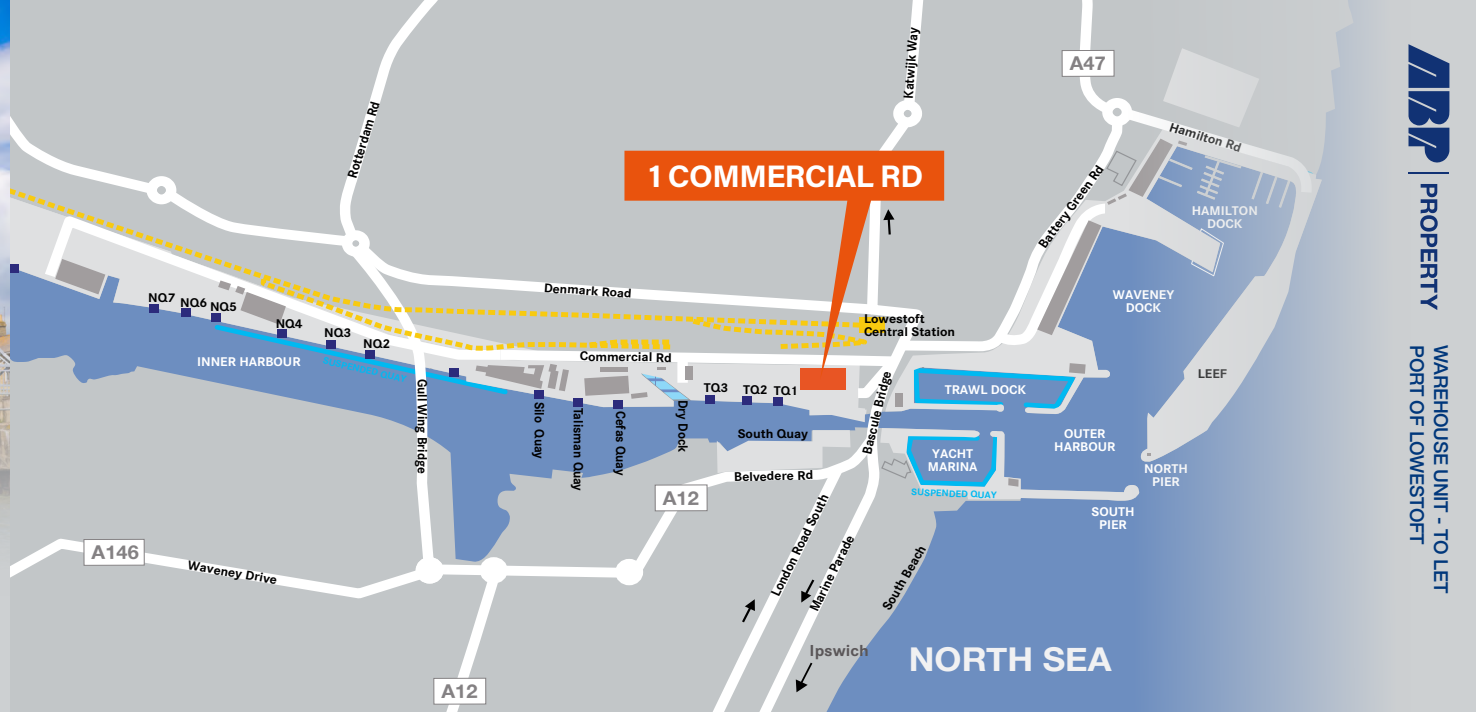 Katwijk Way
A47
Rotterdam Rd
Hamilton Rd
1 COMMERCIAL RD
Battery Green Rd
HAMILTON
DOCK
Denmark Road
WAVENEY
DOCK
NQ7
NQ6
NQ5
NQ4
NQ3
NQ2
Lowestoft
Central Station
INNER HARBOUR
SUSPENDED QUAY
Commercial Rd
LEEF
Gull Wing Bridge
Silo Quay
Talisman Quay
Cefas Quay
Dry Dock
TQ3
TQ2
TQ1
Bascule Bridge
TRAWL DOCK
South Quay
OUTER
HARBOUR
YACHT
MARINA
SUSPENDED QUAY
NORTH
PIER
SOUTH
PIER
Belvedere Rd
A12
A146
Waveney Drive
London Road South
Marine Parade
South Beach
Ipswich
NORTH SEA
A12
ABP
PROPERTY
WAREHOUSE UNIT - TO LET
PORT OF LOWESTOFT